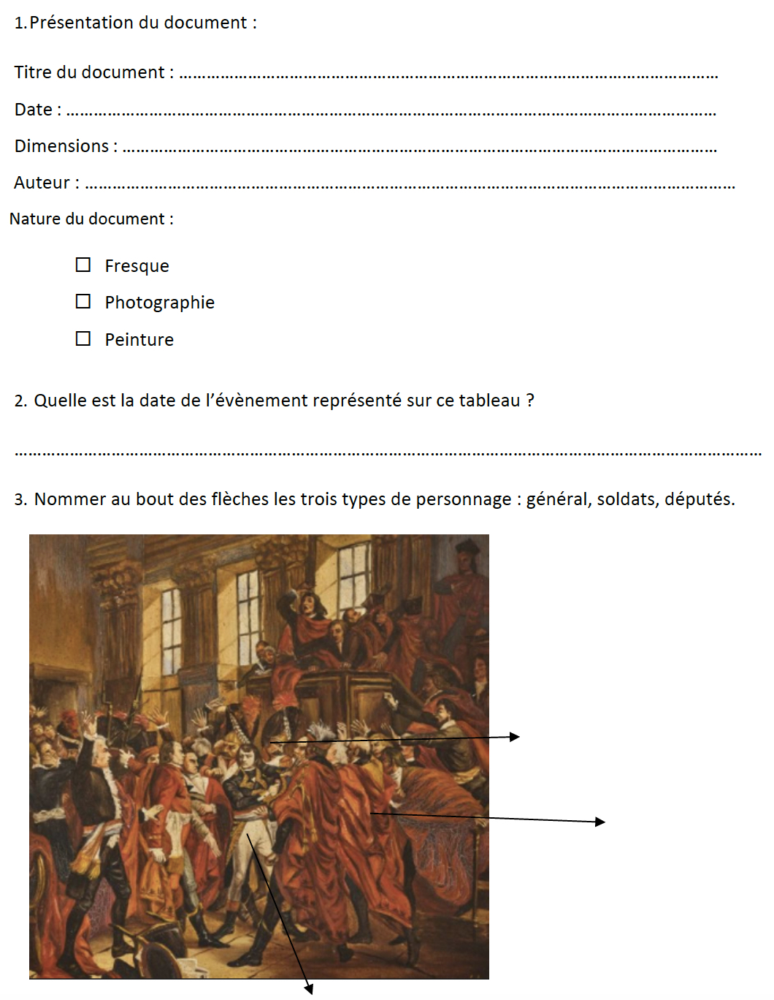 1.Présentation du document :
Titre du document : ……………………………………………………………………………………………………
Date : …………………………………………………………………………………………………………………………
Dimensions : ………………………………………………………………………………………………………………
Auteur : ………………………………………………………………………………………………………………………
Nature du document :
☐ Fresque
☐ Photographie
☐ Peinture
2. Quelle est la date de l’évènement représenté sur ce tableau ?
……………………………………………………………………………………………………………………………………………
3. Nommer au bout des flèches les trois types de personnage : général, soldats, députés.